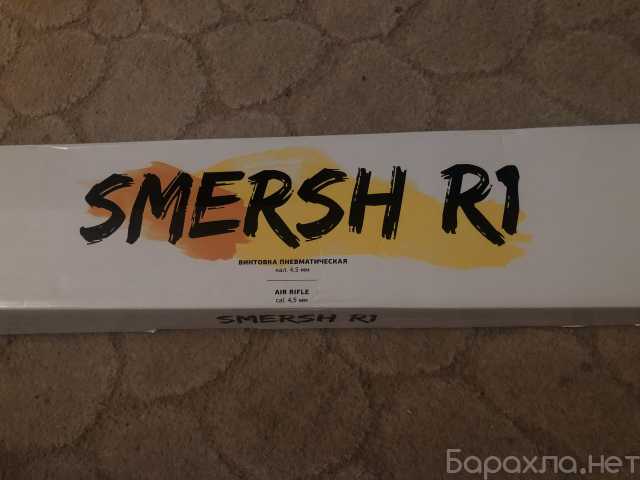 SMERSH R1
ВИНТОВКА ПНЕВМАТИЧЕСКАЯ
кал. 4,5 мм
AIR RIFLE
cal. 4,5 мм
SMERSH R1
Барахла.нет